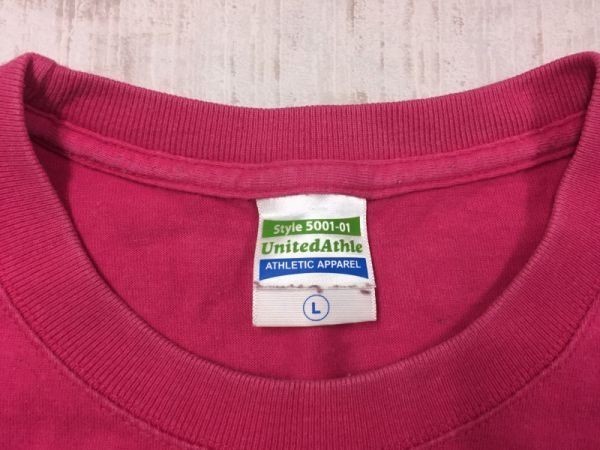 Style 5001-01
UnitedAthle
ATHLETIC APPAREL
L